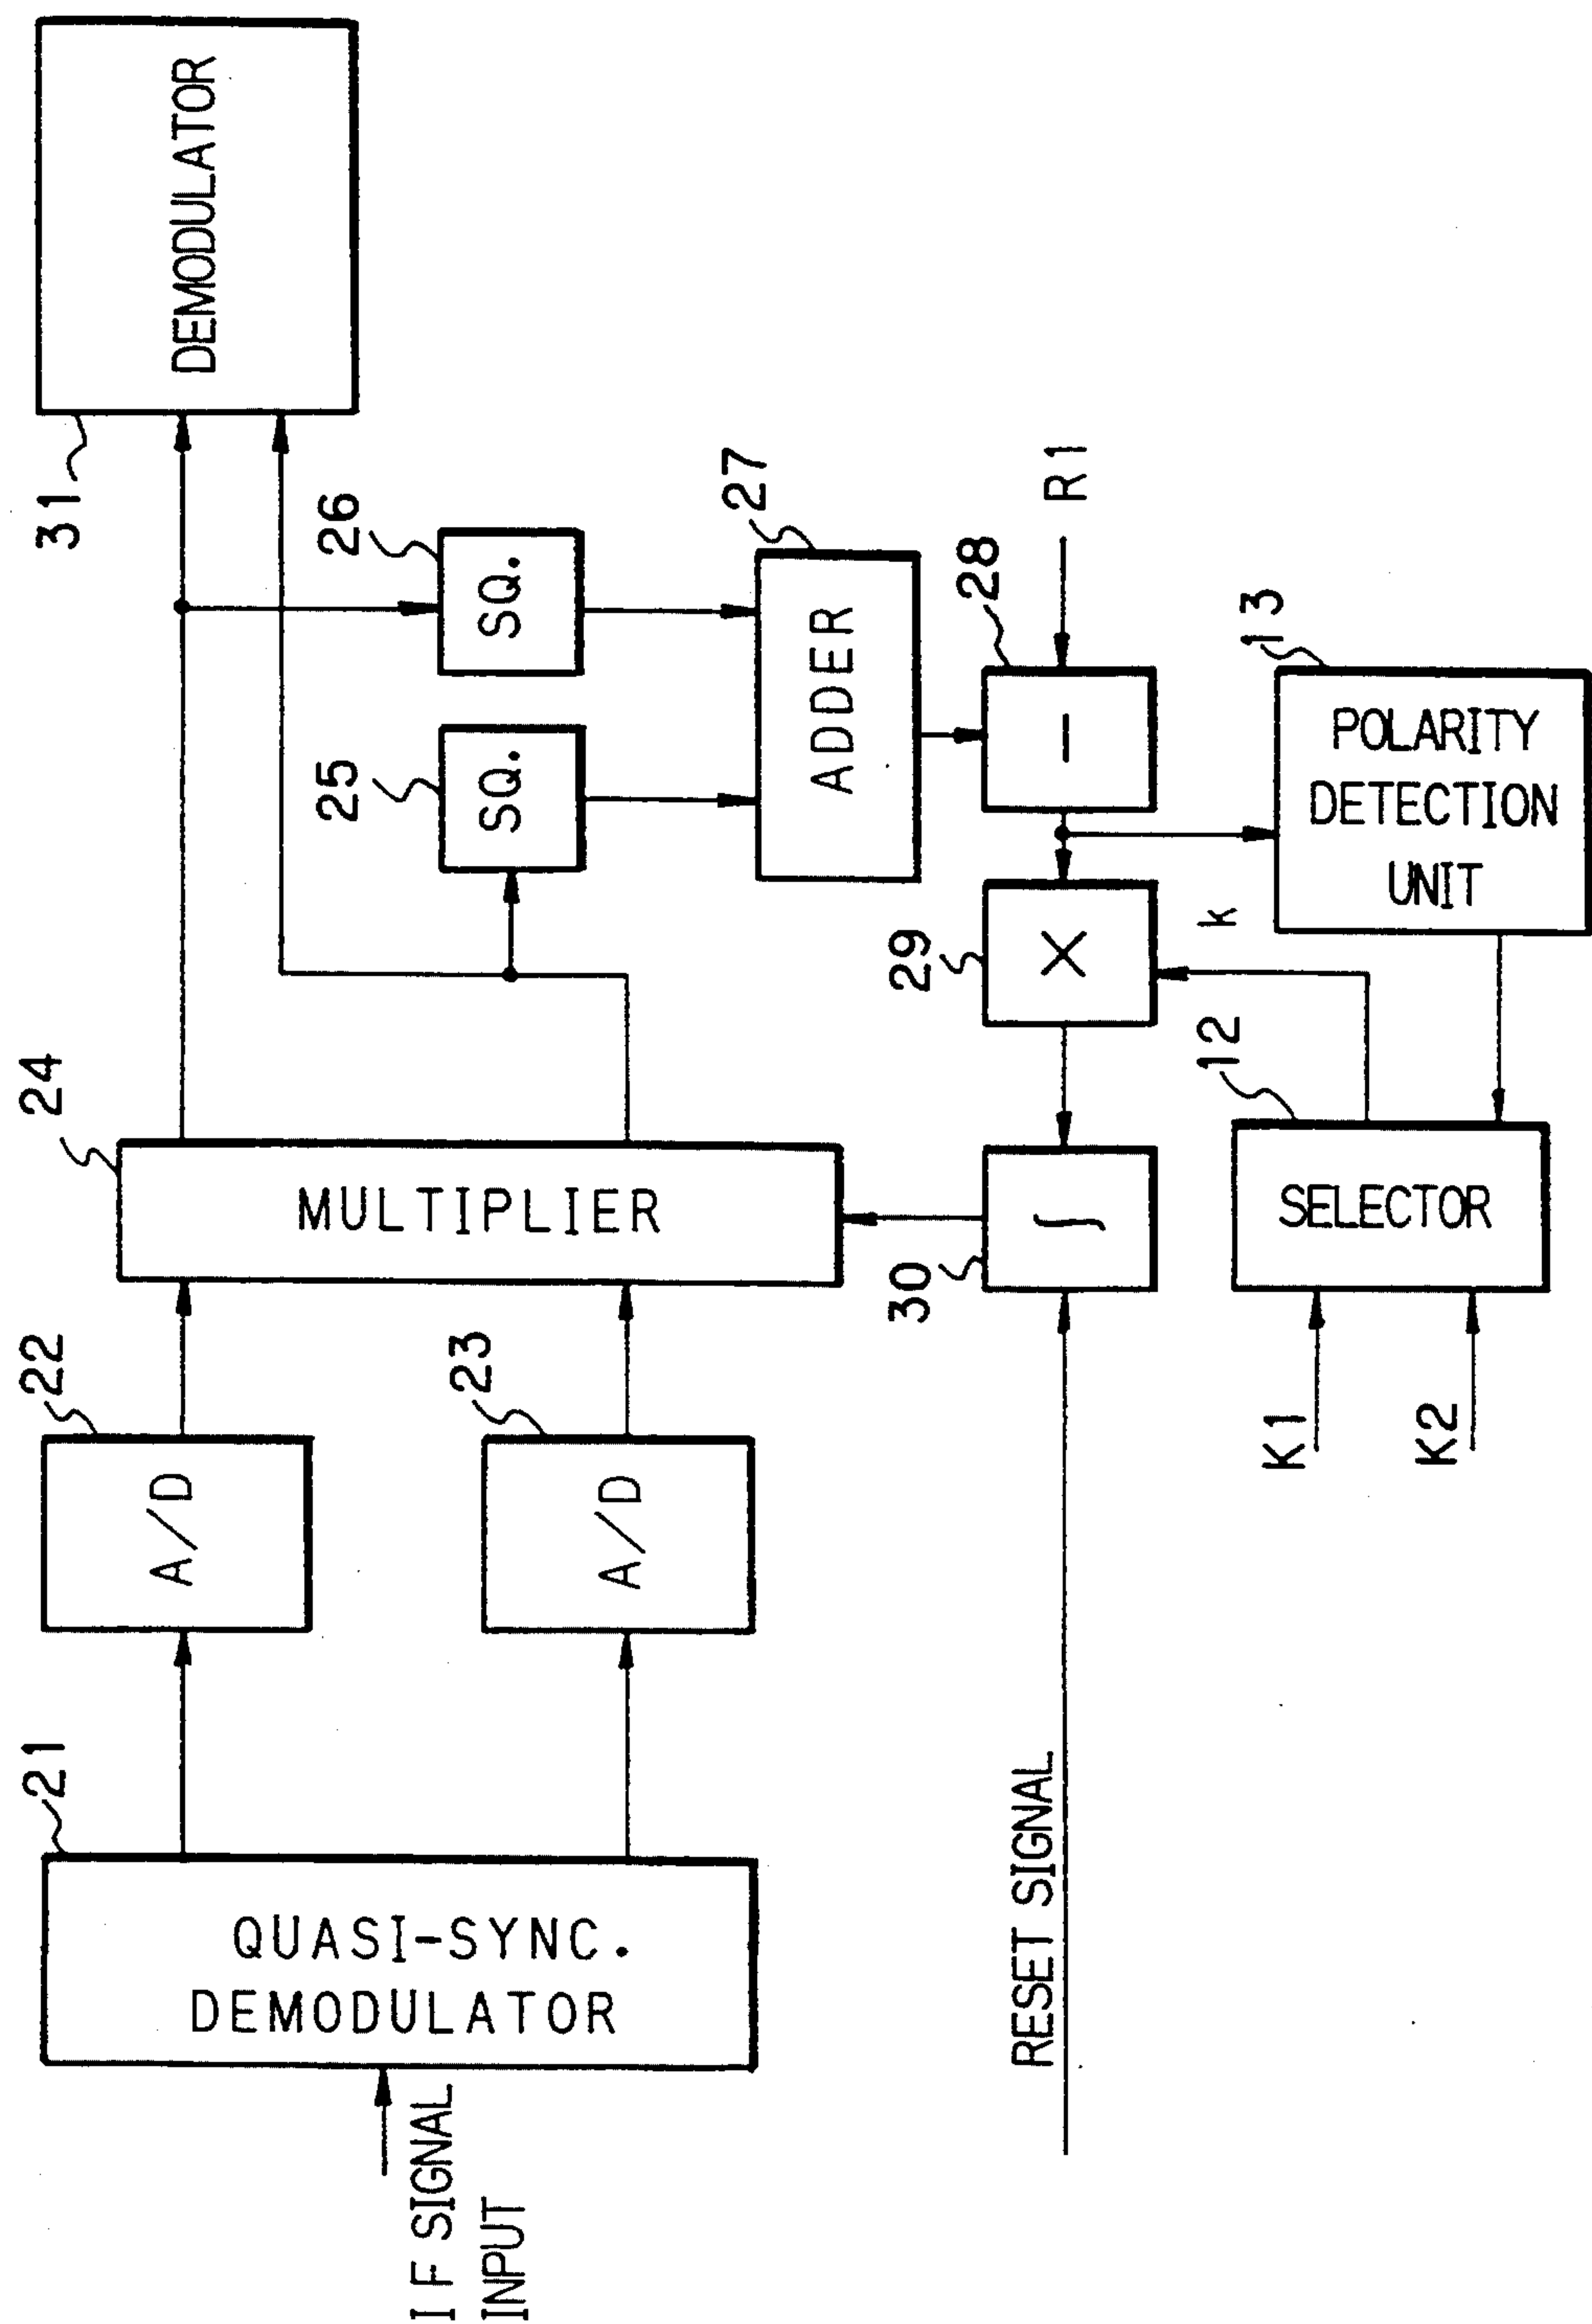 I F SIGNAL
INPUT
QUASI-SYNC.
DEMODULATOR
21
A/D
22
A/D
23
MULTIPLIER
24
DEMODULATOR
31
SQ.
25
SQ.
26
ADDER
27
−
28
R1
×
29
k
∫
30
RESET SIGNAL
SELECTOR
12
K1
K2
POLARITY
DETECTION
UNIT
13